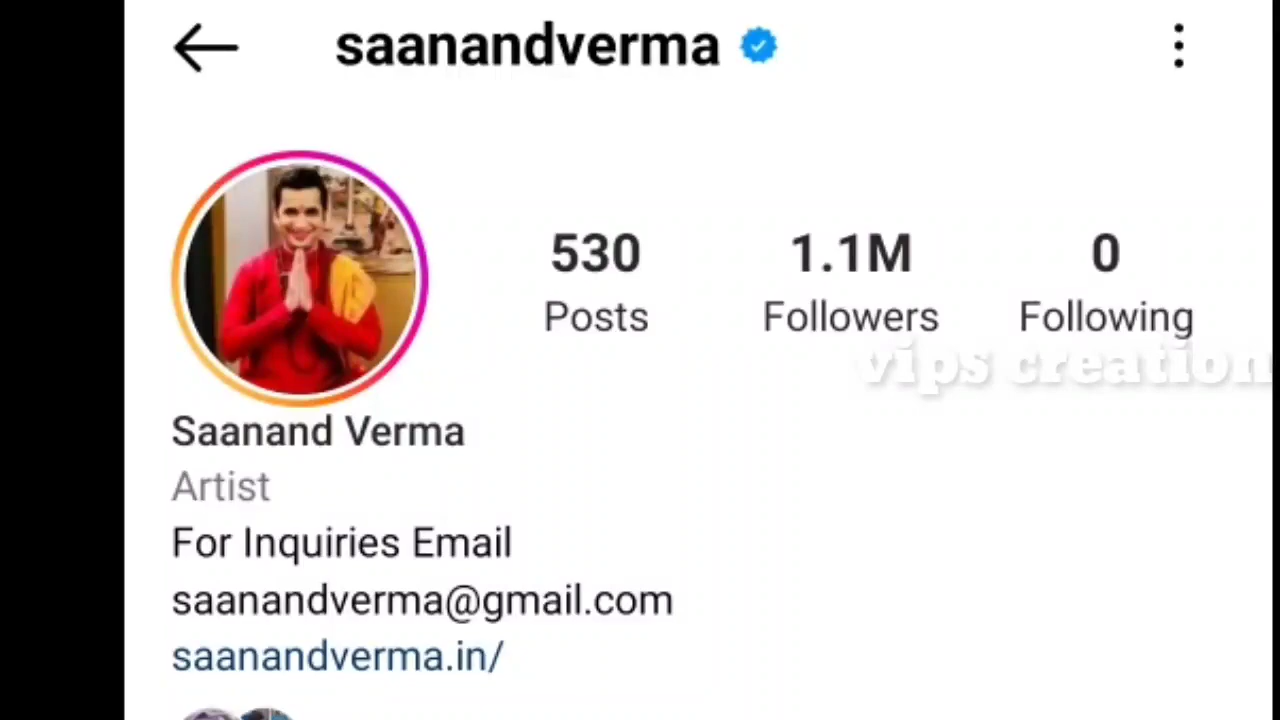 saanandverma
530 1.1M 0
Posts Followers Following
vips creation
Saanand Verma
Artist
For Inquiries Email
saanandverma@gmail.com
saanandverma.in/